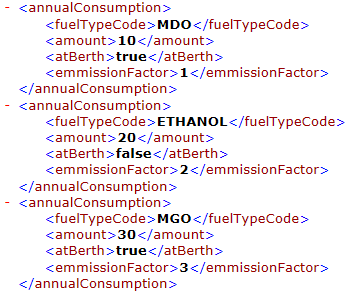 - <annualConsumption>
<fuelTypeCode>MDO</fuelTypeCode>
<amount>10</amount>
<atBerth>true</atBerth>
<emmissionFactor>1</emmissionFactor>
</annualConsumption>
- <annualConsumption>
<fuelTypeCode>ETHANOL</fuelTypeCode>
<amount>20</amount>
<atBerth>false</atBerth>
<emmissionFactor>2</emmissionFactor>
</annualConsumption>
- <annualConsumption>
<fuelTypeCode>MGO</fuelTypeCode>
<amount>30</amount>
<atBerth>true</atBerth>
<emmissionFactor>3</emmissionFactor>
</annualConsumption>